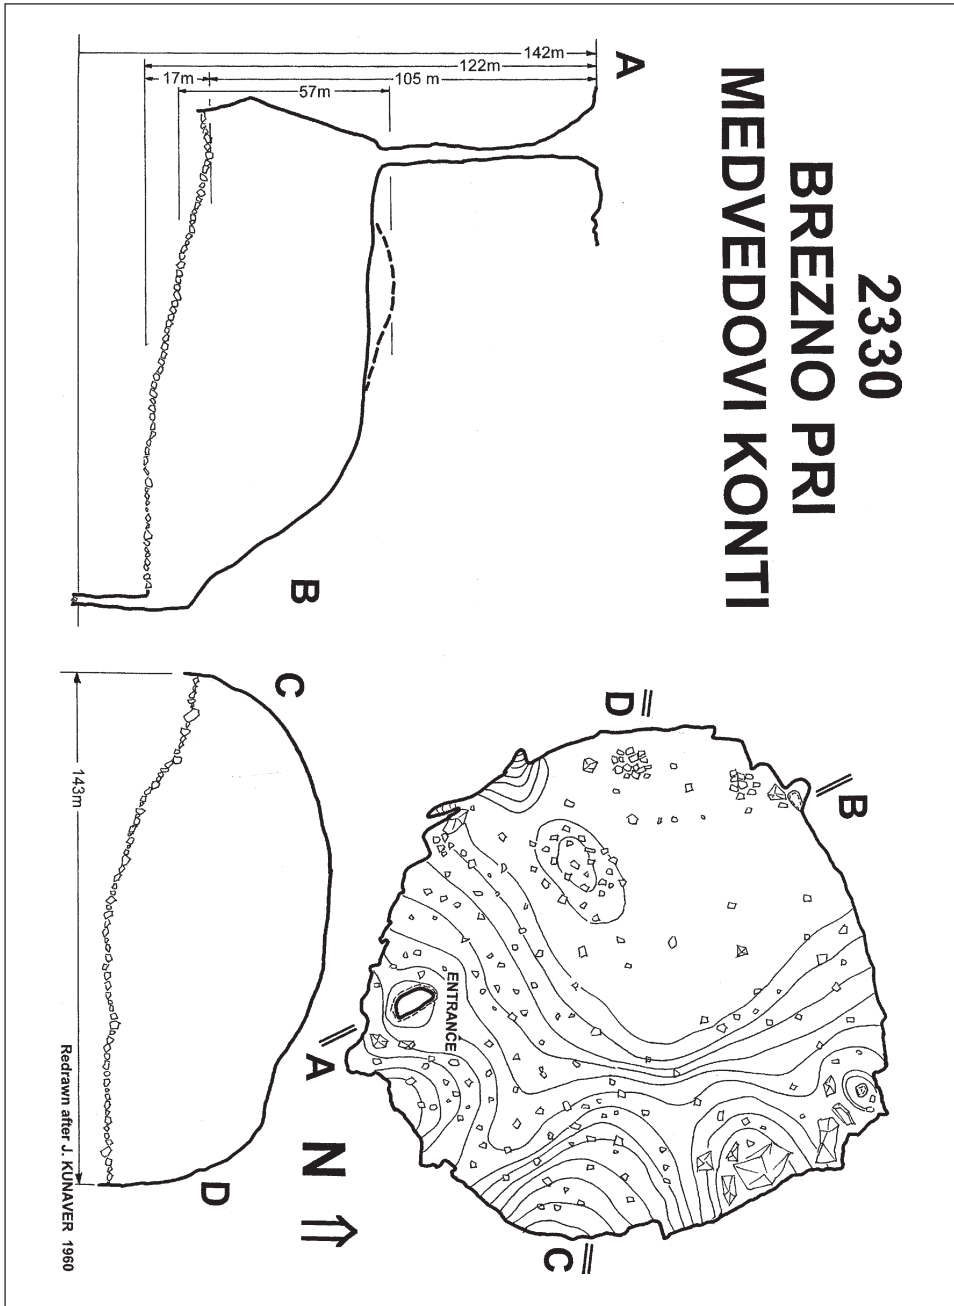 2330
BREZNO PRI
MEDVEDOVI KONTI
A
142m
122m
17m
105 m
57m
B
C
D
143m
D
B
ENTRANCE
A
C
N
Redrawn after J. KUNAVER 1960